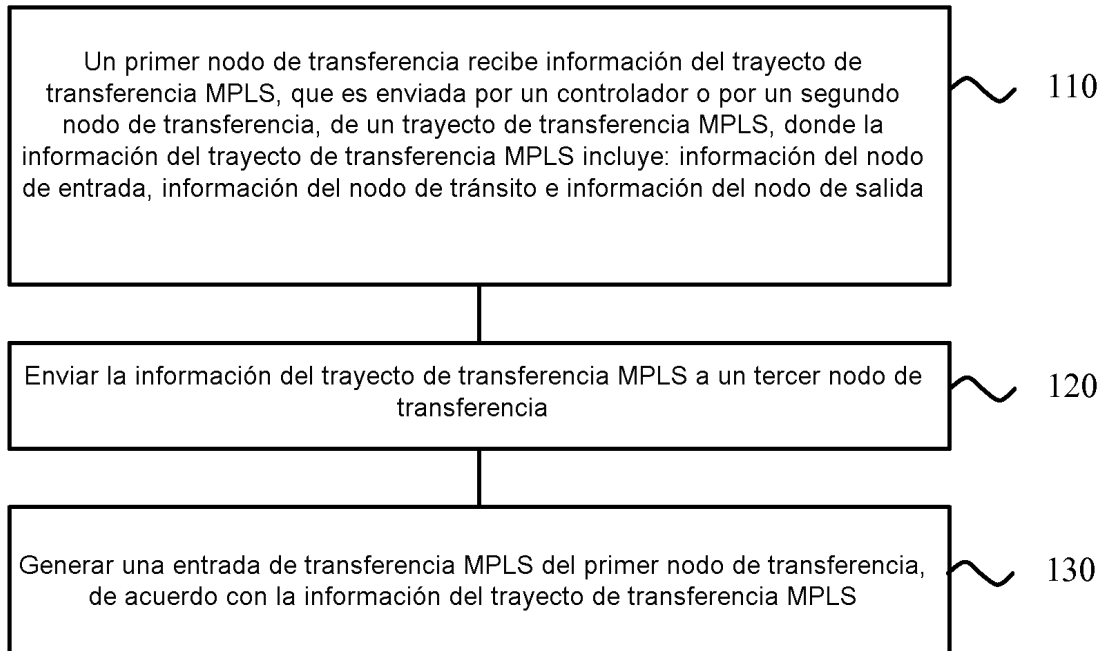 Un primer nodo de transferencia recibe información del trayecto de
transferencia MPLS, que es enviada por un controlador o por un segundo
nodo de transferencia, de un trayecto de transferencia MPLS, donde la
información del trayecto de transferencia MPLS incluye: información del nodo
de entrada, información del nodo de tránsito e información del nodo de salida
110
Enviar la información del trayecto de transferencia MPLS a un tercer nodo de
transferencia
120
Generar una entrada de transferencia MPLS del primer nodo de transferencia,
de acuerdo con la información del trayecto de transferencia MPLS
130